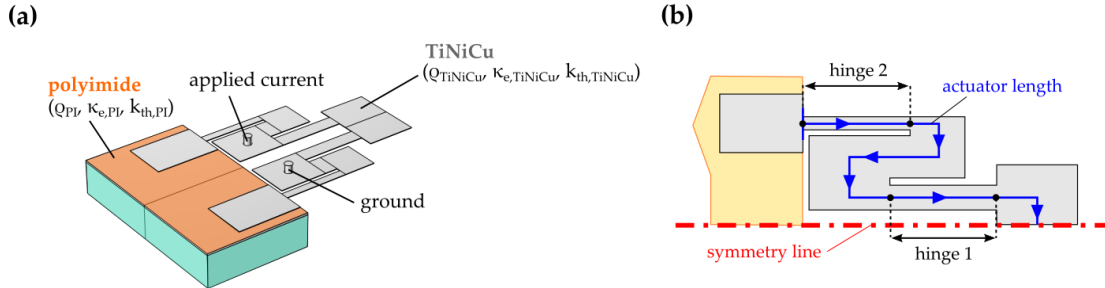 (a)
TiNiCu
(ϱTiNiCu, κe,TiNiCu, kth,TiNiCu)
polyimide
(ϱPI, κe,PI, kth,PI)
applied current
ground
(b)
hinge 2
actuator length
symmetry line
hinge 1